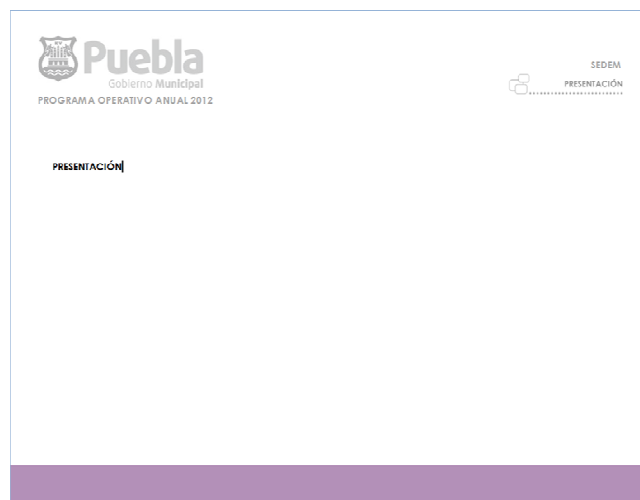 Puebla
Gobierno Municipal
PROGRAMA OPERATIVO ANUAL 2012
SEDEM
PRESENTACIÓN
PRESENTACIÓN